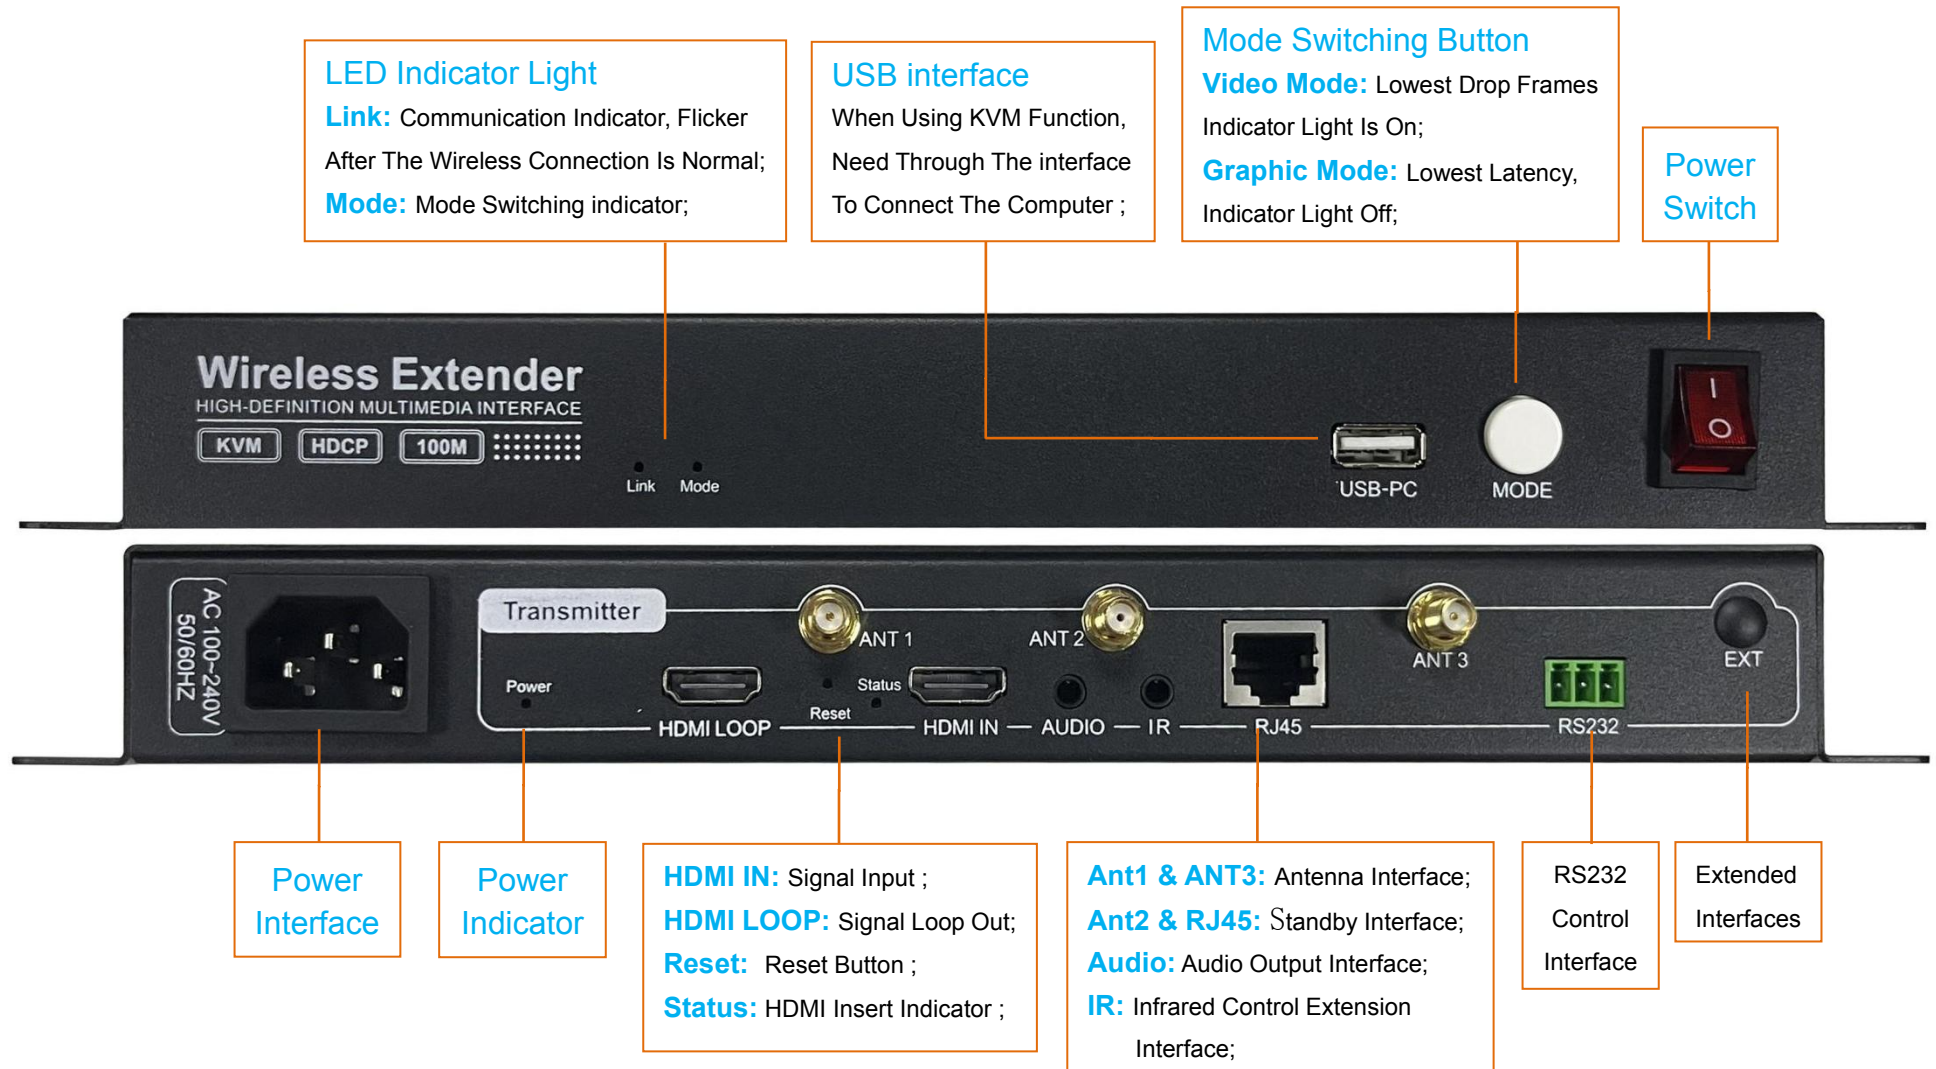 LED Indicator Light
Link: Communication Indicator, Flicker
After The Wireless Connection Is Normal;
Mode: Mode Switching indicator;
USB interface
When Using KVM Function,
Need Through The interface
To Connect The Computer ;
Mode Switching Button
Video Mode: Lowest Drop Frames
Indicator Light Is On;
Graphic Mode: Lowest Latency,
Indicator Light Off;
Power
Switch
Wireless Extender
HIGH-DEFINITION MULTIMEDIA INTERFACE
KVM HDCP 100M
Link Mode
USB-PC
MODE
I
O
AC 100~240V
50/60HZ
Transmitter
Power
HDMI LOOP
ANT 1
Reset
Status
HDMI IN
ANT 2
AUDIO
IR
RJ45
ANT 3
RS232
EXT
Power
Interface
Power
Indicator
HDMI IN: Signal Input ;
HDMI LOOP: Signal Loop Out;
Reset: Reset Button ;
Status: HDMI Insert Indicator ;
Ant1 & ANT3: Antenna Interface;
Ant2 & RJ45: Standby Interface;
Audio: Audio Output Interface;
IR: Infrared Control Extension
Interface;
RS232
Control
Interface
Extended
Interfaces